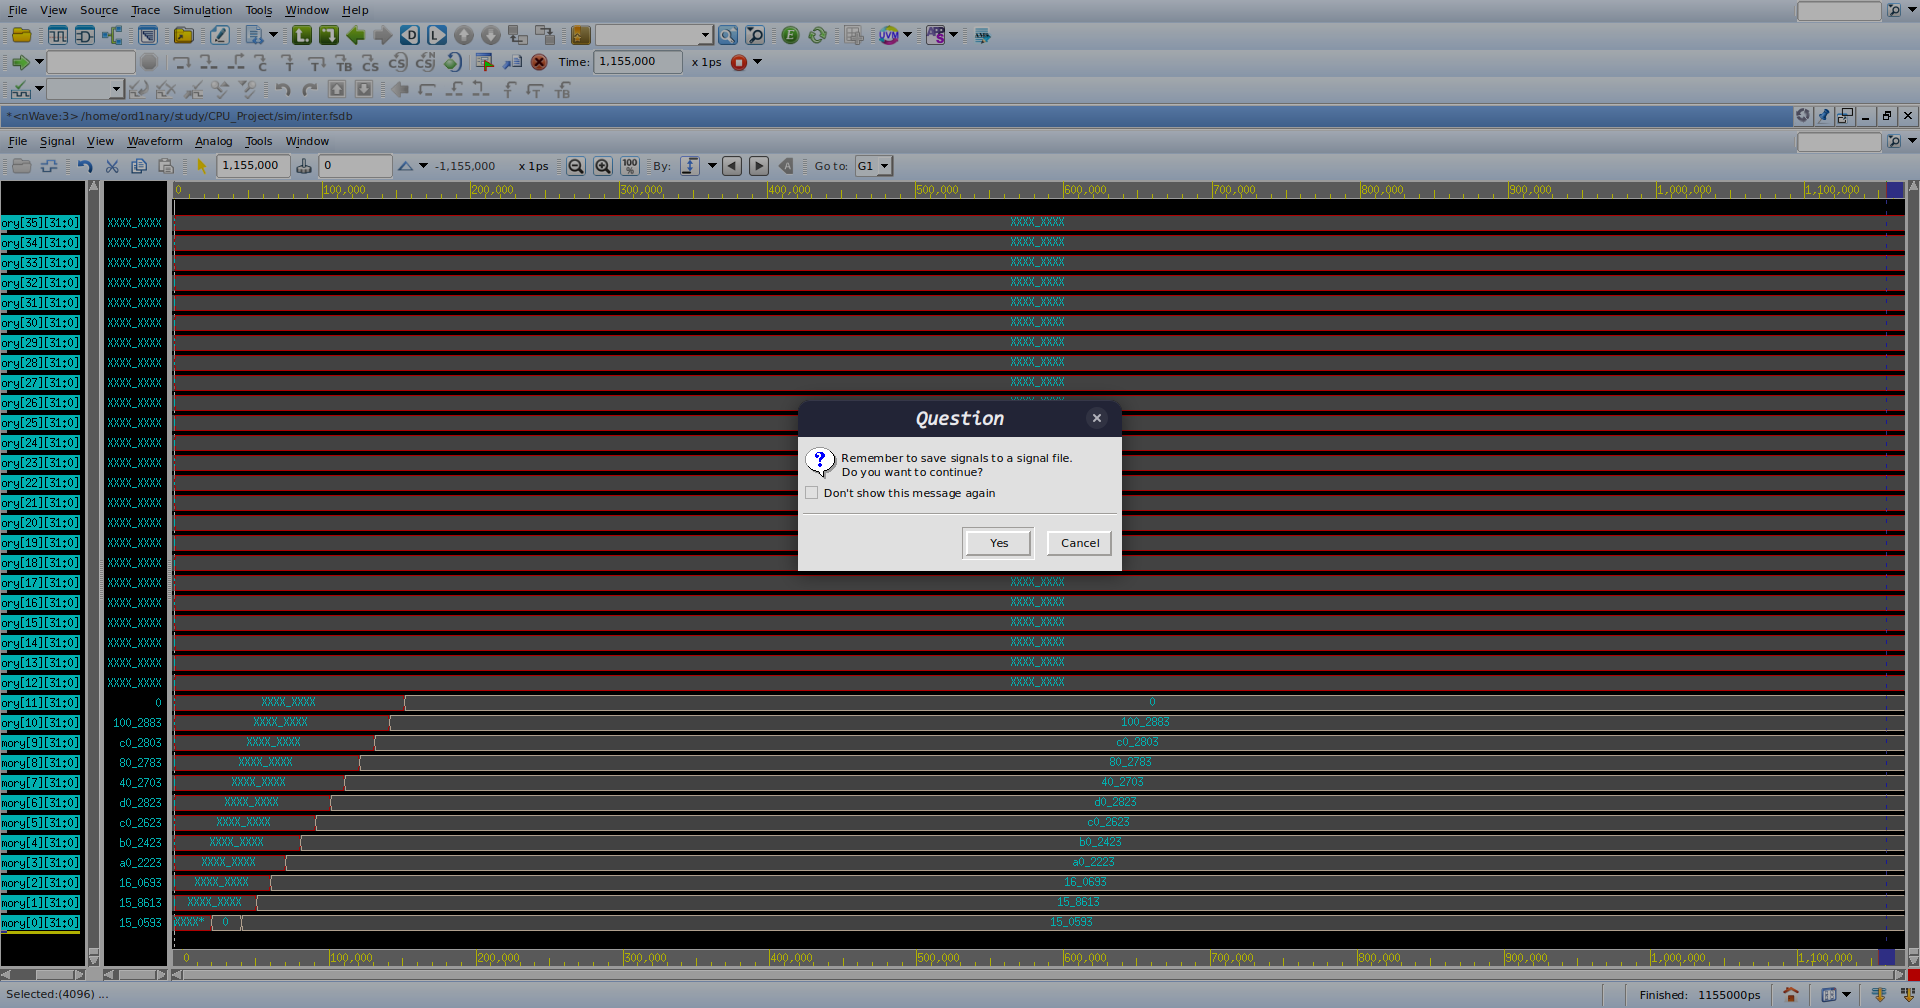 File View Source Trace Simulation Tools Window Help
Time: 1,155,000 x 1ps
*<nWave:3> /home/ord1nary/study/CPU_Project/sim/inter.fsdb
File Signal View Waveform Analog Tools Window
1,155,000 0 -1,155,000 x 1ps 100 % By: Go to: G1
0 100,000 200,000 300,000 400,000 500,000 600,000 700,000 800,000 900,000 1,000,000 1,100,000
ory[35][31:0] XXXX_XXXX XXXX_XXXX
ory[34][31:0] XXXX_XXXX XXXX_XXXX
ory[33][31:0] XXXX_XXXX XXXX_XXXX
ory[32][31:0] XXXX_XXXX XXXX_XXXX
ory[31][31:0] XXXX_XXXX XXXX_XXXX
ory[30][31:0] XXXX_XXXX XXXX_XXXX
ory[29][31:0] XXXX_XXXX XXXX_XXXX
ory[28][31:0] XXXX_XXXX XXXX_XXXX
ory[27][31:0] XXXX_XXXX XXXX_XXXX
ory[26][31:0] XXXX_XXXX
ory[25][31:0] XXXX_XXXX
ory[24][31:0] XXXX_XXXX
ory[23][31:0] XXXX_XXXX
ory[22][31:0] XXXX_XXXX
ory[21][31:0] XXXX_XXXX
ory[20][31:0] XXXX_XXXX
ory[19][31:0] XXXX_XXXX
ory[18][31:0] XXXX_XXXX
ory[17][31:0] XXXX_XXXX XXXX_XXXX
ory[16][31:0] XXXX_XXXX XXXX_XXXX
ory[15][31:0] XXXX_XXXX XXXX_XXXX
ory[14][31:0] XXXX_XXXX XXXX_XXXX
ory[13][31:0] XXXX_XXXX XXXX_XXXX
ory[12][31:0] XXXX_XXXX XXXX_XXXX
ory[11][31:0] 0 XXXX_XXXX 0
ory[10][31:0] 100_2883 XXXX_XXXX 100_2883
mory[9][31:0] c0_2803 XXXX_XXXX c0_2803
mory[8][31:0] 80_2783 XXXX_XXXX 80_2783
mory[7][31:0] 40_2703 XXXX_XXXX 40_2703
mory[6][31:0] d0_2823 XXXX_XXXX d0_2823
mory[5][31:0] c0_2623 XXXX_XXXX c0_2623
mory[4][31:0] b0_2423 XXXX_XXXX b0_2423
mory[3][31:0] a0_2223 XXXX_XXXX a0_2223
mory[2][31:0] 16_0693 XXXX_XXXX 16_0693
mory[1][31:0] 15_8613 XXXX_XXXX 15_8613
mory[0][31:0] 15_0593 XXXX* 0 15_0593
0 100,000 200,000 300,000 400,000 500,000 600,000 700,000 800,000 900,000 1,000,000 1,100,000
Question
Remember to save signals to a signal file.
Do you want to continue?
Don't show this message again
Yes Cancel
Selected:(4096) ...
Finished: 1155000ps